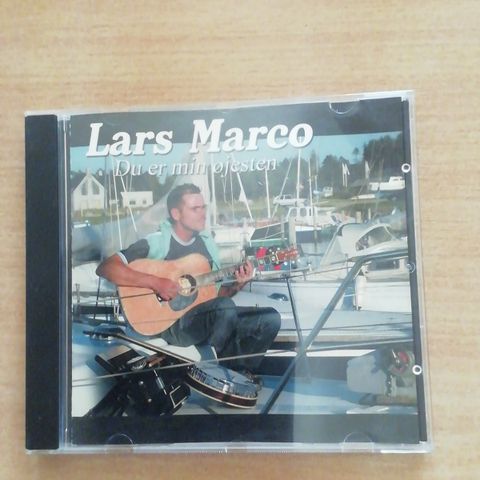 Lars Marco
Du er min øjesten